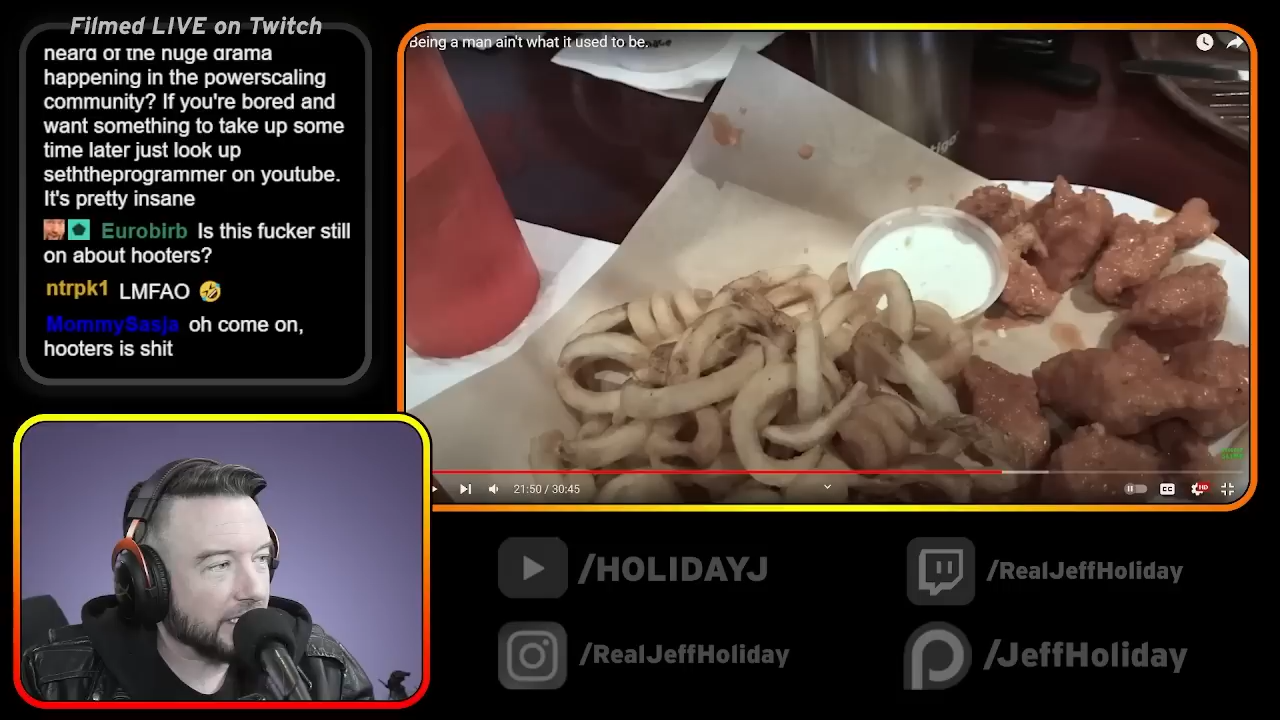 Filmed LIVE on Twitch
heard of the huge drama
happening in the powerscaling
community? If you're bored and
want something to take up some
time later just look up
seththeprogrammer on youtube.
It's pretty insane
Eurobirb Is this fucker still
on about hooters?
ntrpk1 LMFAO 🤣
MommySasja oh come on,
hooters is shit
Being a man ain't what it used to be.
21:50 / 30:45
CC
HD
/HOLIDAYJ
/RealJeffHoliday
/RealJeffHoliday
/JeffHoliday